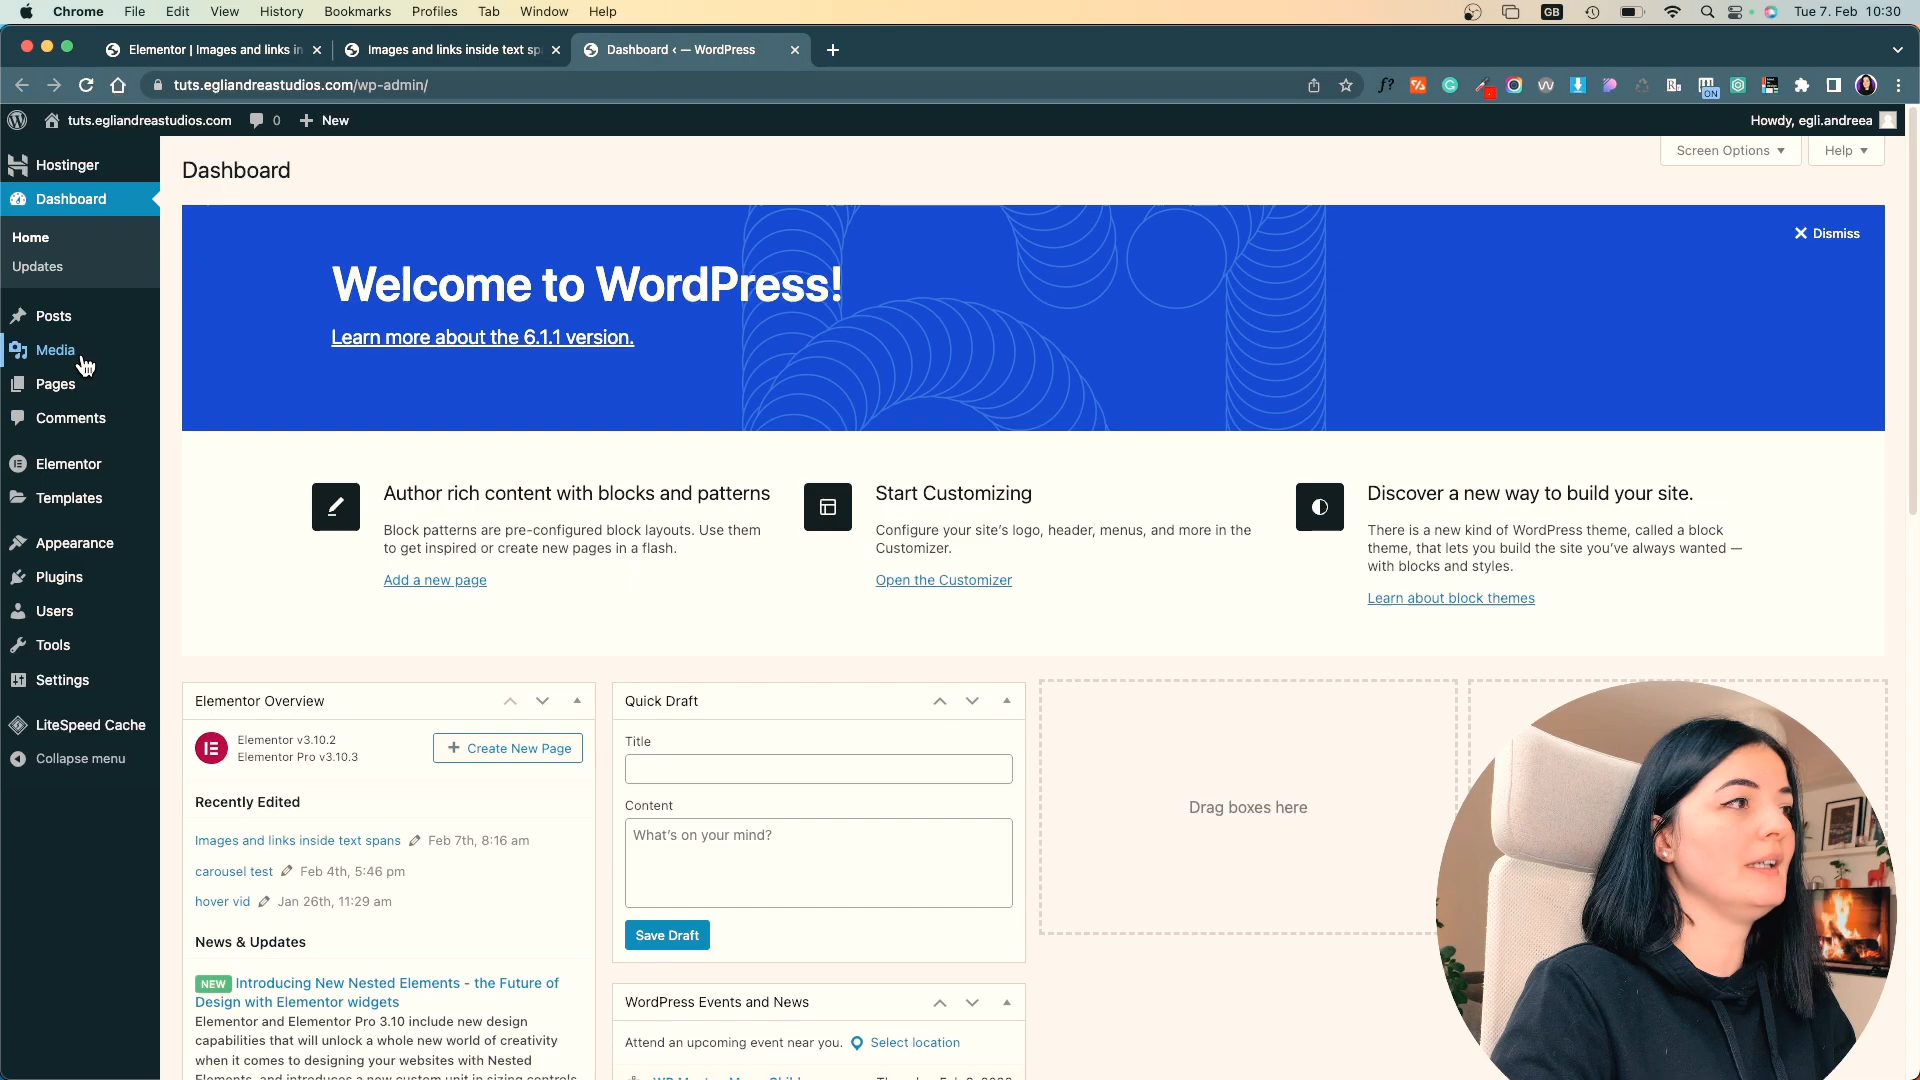 Chrome File Edit View History Bookmarks Profiles Tab Window Help GB Tue 7. Feb 10:30
Elementor | Images and links in
Images and links inside text sp
Dashboard ‹ — WordPress
tuts.egliandreastudios.com/wp-admin/
ON
tuts.egliandreastudios.com 0 New Howdy, egli.andreea
Screen Options Help
Hostinger
Dashboard
Home
Updates
Posts
Media
Pages
Comments
Elementor
Templates
Appearance
Plugins
Users
Tools
Settings
LiteSpeed Cache
Collapse menu
Dashboard
Dismiss
Welcome to WordPress!
Learn more about the 6.1.1 version.
Author rich content with blocks and patterns
Block patterns are pre-configured block layouts. Use them
to get inspired or create new pages in a flash.
Add a new page
Start Customizing
Configure your site's logo, header, menus, and more in the
Customizer.
Open the Customizer
Discover a new way to build your site.
There is a new kind of WordPress theme, called a block
theme, that lets you build the site you've always wanted —
with blocks and styles.
Learn about block themes
Elementor Overview
Elementor v3.10.2
Elementor Pro v3.10.3
Create New Page
Recently Edited
Images and links inside text spans Feb 7th, 8:16 am
carousel test Feb 4th, 5:46 pm
hover vid Jan 26th, 11:29 am
News & Updates
NEW Introducing New Nested Elements - the Future of
Design with Elementor widgets
Elementor and Elementor Pro 3.10 include new design
capabilities that will unlock a whole new world of creativity
when it comes to designing your websites with Nested
Elements, and introduces a new custom unit in sizing controls
Quick Draft
Title
Content
What's on your mind?
Save Draft
WordPress Events and News
Attend an upcoming event near you. Select location
Drag boxes here